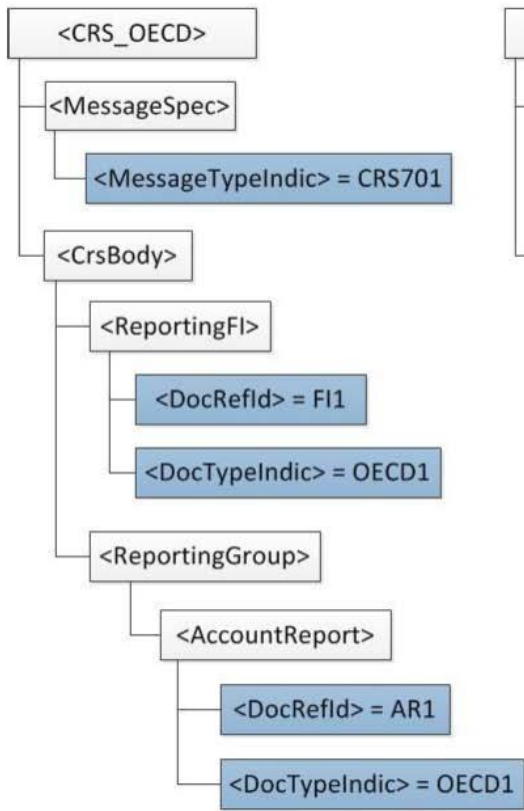 <CRS_OECD>
<MessageSpec>
<MessageTypeIndic> = CRS701
<CrsBody>
<ReportingFI>
<DocRefId> = FI1
<DocTypeIndic> = OECD1
<ReportingGroup>
<AccountReport>
<DocRefId> = AR1
<DocTypeIndic> = OECD1